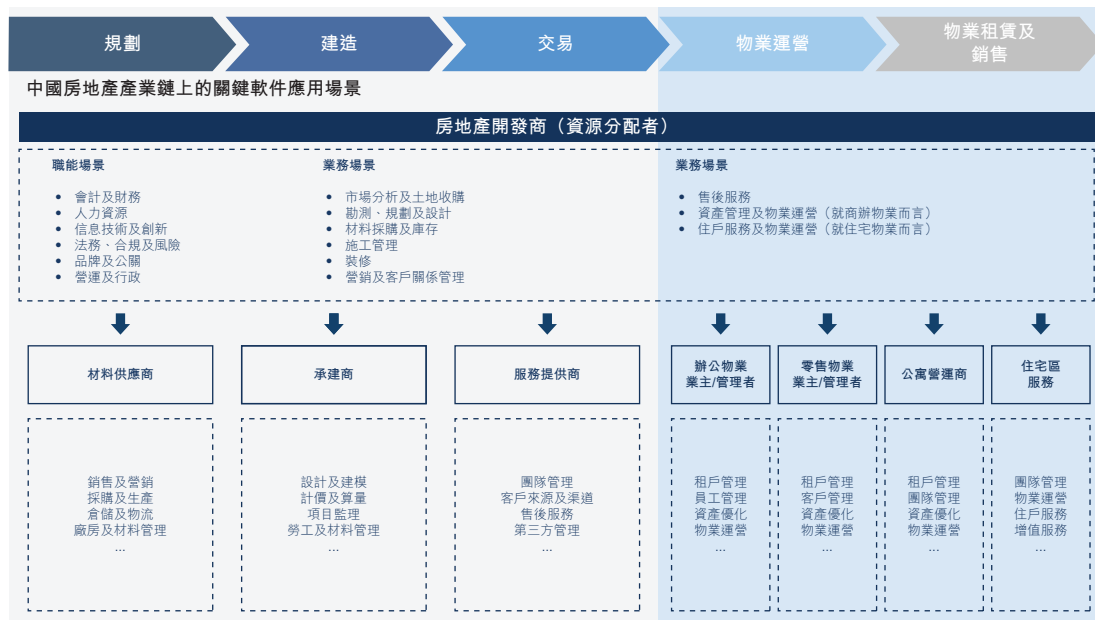 規劃
建造
交易
物業運營
物業租賃及
銷售
中國房地產產業鏈上的關鍵軟件應用場景
房地產開發商（資源分配者）
職能場景
• 會計及財務
• 人力資源
• 信息技術及創新
• 法務、合規及風險
• 品牌及公關
• 營運及行政
業務場景
• 市場分析及土地收購
• 勘測、規劃及設計
• 材料採購及庫存
• 施工管理
• 裝修
• 營銷及客戶關係管理
業務場景
• 售後服務
• 資產管理及物業運營（就商辦物業而言）
• 住戶服務及物業運營（就住宅物業而言）
材料供應商
承建商
服務提供商
辦公物業
業主/管理者
零售物業
業主/管理者
公寓營運商
住宅區
服務
銷售及營銷
採購及生產
倉儲及物流
廠房及材料管理
...
設計及建模
計價及算量
項目監理
勞工及材料管理
...
團隊管理
客戶來源及渠道
售後服務
第三方管理
...
租戶管理
員工管理
資產優化
物業運營
...
租戶管理
客戶管理
資產優化
物業運營
...
租戶管理
團隊管理
資產優化
物業運營
...
團隊管理
物業運營
住戶服務
增值服務
...